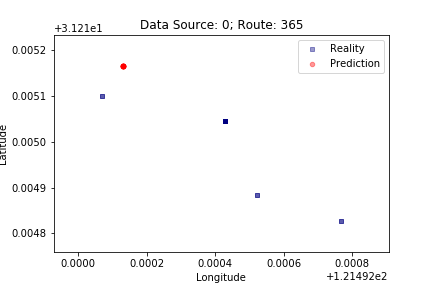 Data Source: 0; Route: 365
+3.121e1
Reality
Prediction
0.0052
0.0051
0.0050
0.0049
0.0048
Latitude
0.0000
0.0002
0.0004
0.0006
0.0008
Longitude
+1.21492e2